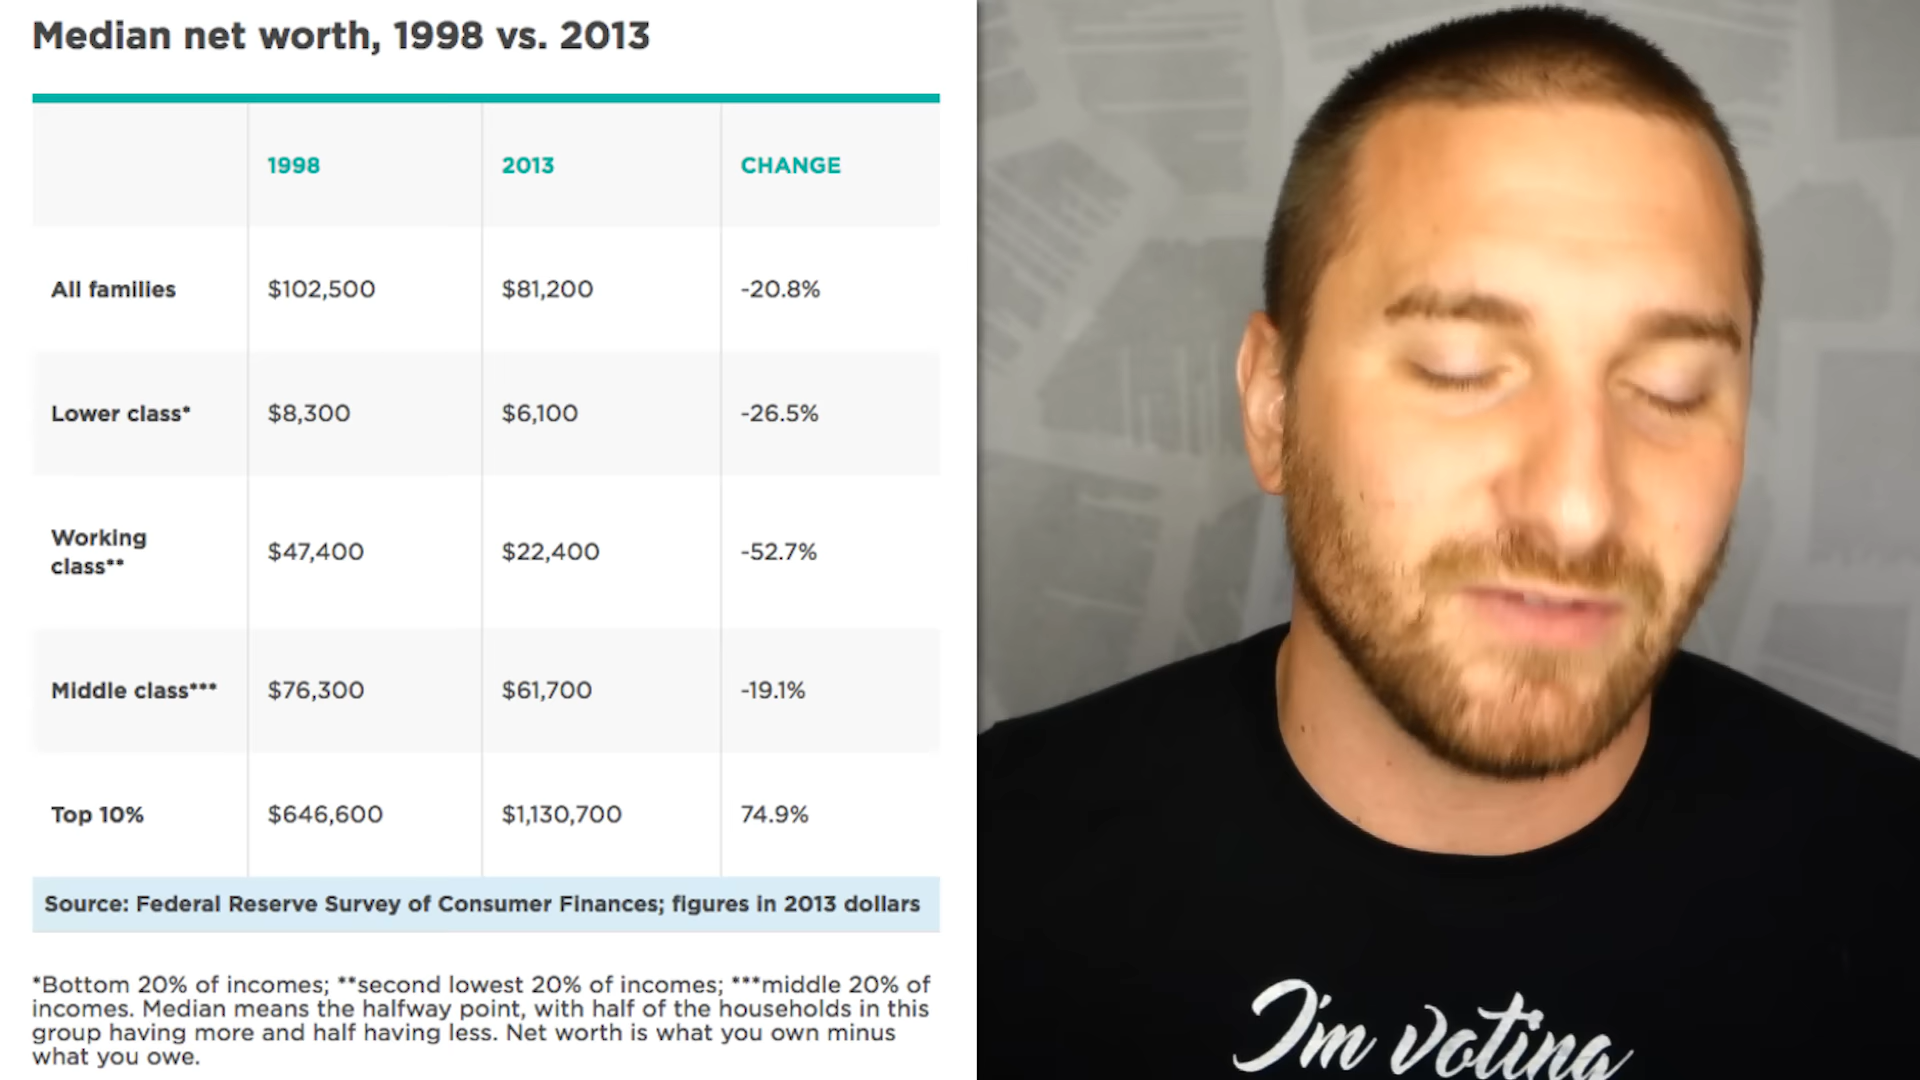 Median net worth, 1998 vs. 2013
1998 2013 CHANGE
All families $102,500 $81,200 -20.8%
Lower class* $8,300 $6,100 -26.5%
Working
class** $47,400 $22,400 -52.7%
Middle class*** $76,300 $61,700 -19.1%
Top 10% $646,600 $1,130,700 74.9%
Source: Federal Reserve Survey of Consumer Finances; figures in 2013 dollars
*Bottom 20% of incomes; **second lowest 20% of incomes; ***middle 20% of
incomes. Median means the halfway point, with half of the households in this
group having more and half having less. Net worth is what you own minus
what you owe.
I'm voting